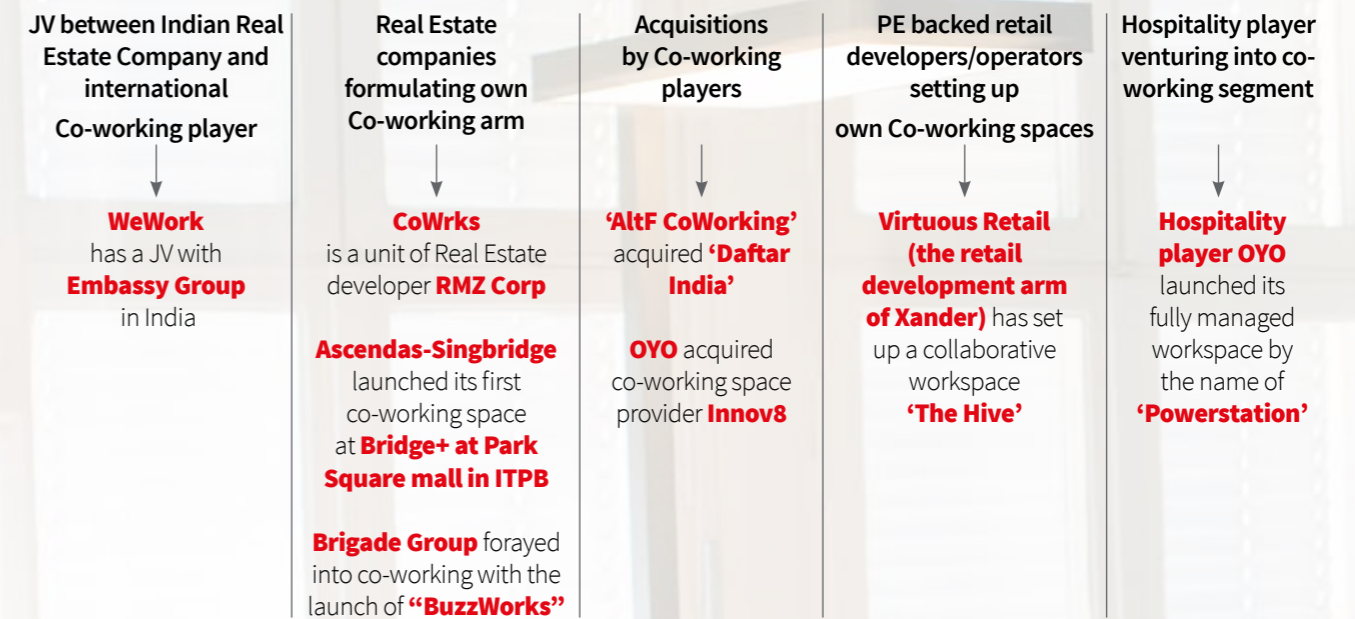 JV between Indian Real
Estate Company and
international
Co-working player
WeWork
has a JV with
Embassy Group
in India
Real Estate
companies
formulating own
Co-working arm
CoWrks
is a unit of Real Estate
developer RMZ Corp
Ascendas-Singbridge
launched its first
co-working space
at Bridge+ at Park
Square mall in ITPB
Brigade Group forayed
into co-working with the
launch of “BuzzWorks”
Acquisitions
by Co-working
players
‘AltF CoWorking’
acquired ‘Daftar
India’
OYO acquired
co-working space
provider Innov8
PE backed retail
developers/operators
setting up
own Co-working spaces
Virtuous Retail
(the retail
development arm
of Xander) has set
up a collaborative
workspace
‘The Hive’
Hospitality player
venturing into co-
working segment
Hospitality
player OYO
launched its
fully managed
workspace by
the name of
‘Powerstation’